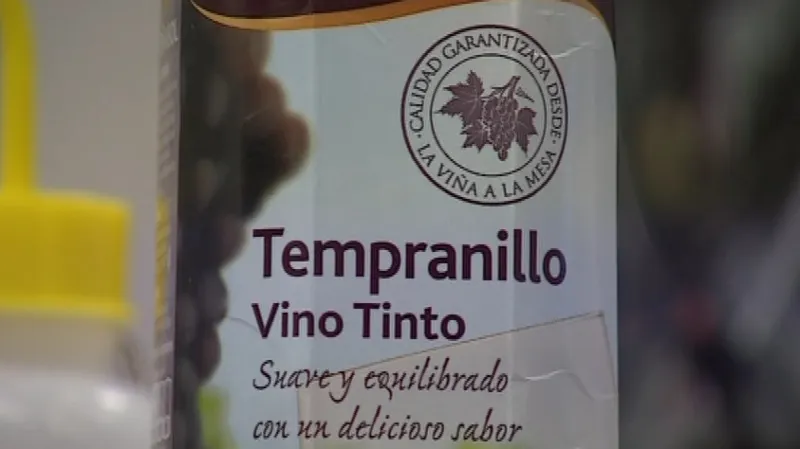 CALIDAD GARANTIZADA DESDE
LA VIÑA A LA MESA
Tempranillo
Vino Tinto
Suave y equilibrado
con un delicioso sabor